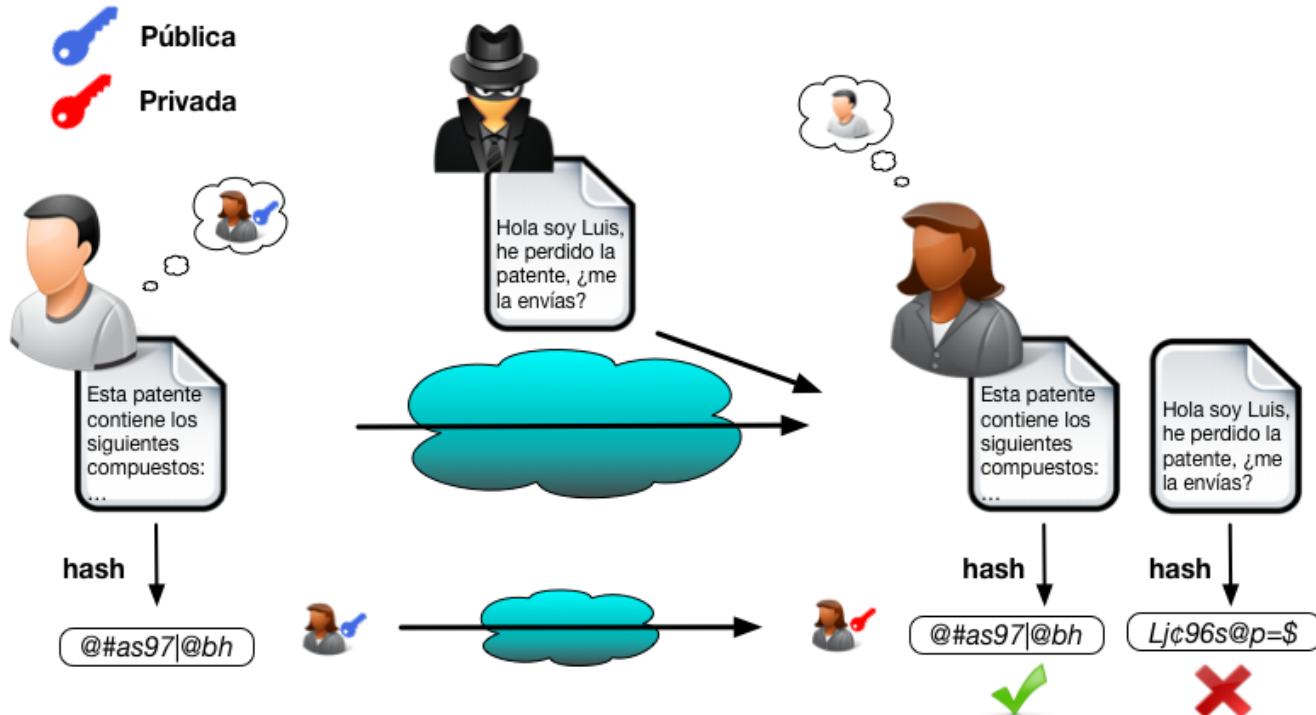 Pública
Privada
Hola soy Luis,
he perdido la
patente, ¿me
la envías?
Esta patente
contiene los
siguientes
compuestos:
...
Esta patente
contiene los
siguientes
compuestos:
...
Hola soy Luis,
he perdido la
patente, ¿me
la envías?
hash
hash
hash
@#as97|@bh
@#as97|@bh
Lj¢96s@p=$